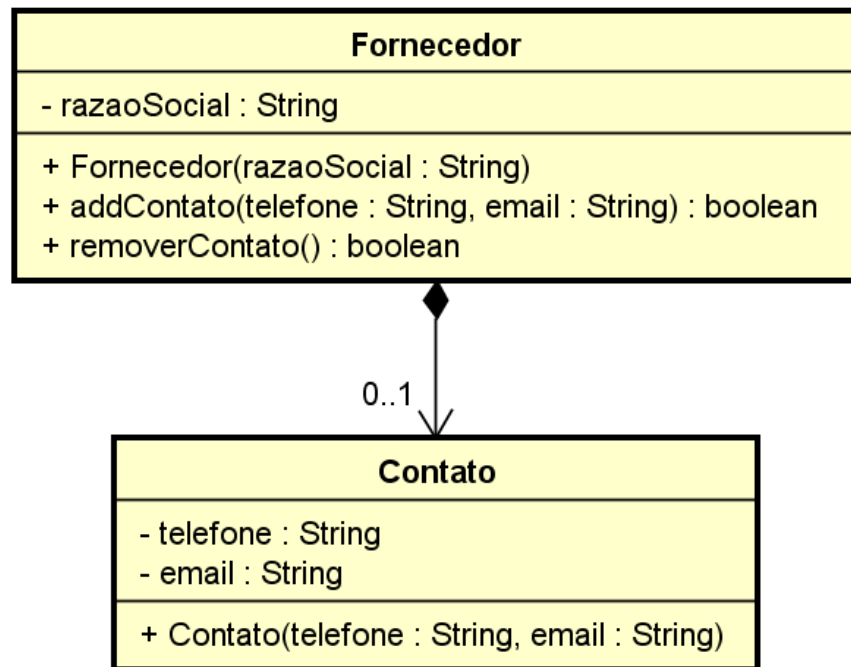 Fornecedor
- razaoSocial : String
+ Fornecedor(razaoSocial : String)
+ addContato(telefone : String, email : String) : boolean
+ removerContato() : boolean
0..1
Contato
- telefone : String
- email : String
+ Contato(telefone : String, email : String)